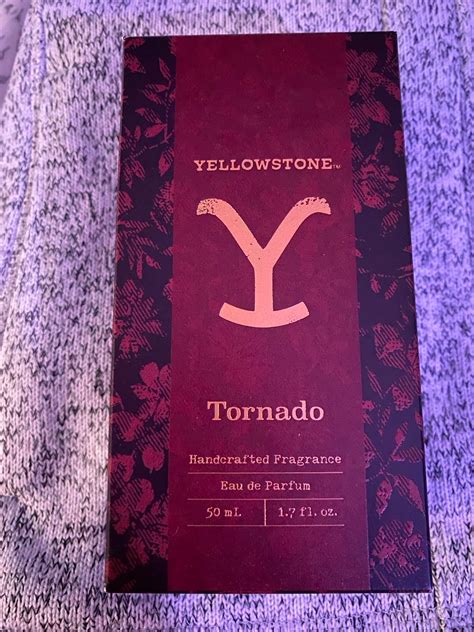 YELLOWSTONE™
Y
Tornado
Handcrafted Fragrance
Eau de Parfum
50 mL | 1.7 fl. oz.